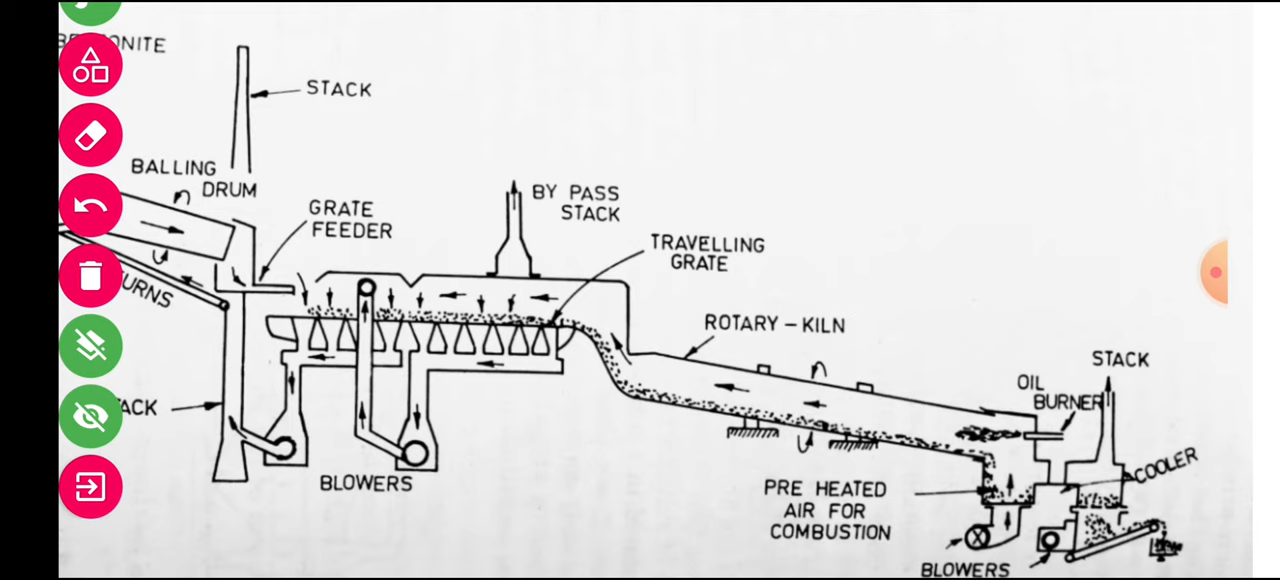 STACK
BALLING
DRUM
GRATE
FEEDER
BY PASS
STACK
TRAVELLING
GRATE
ROTARY - KILN
STACK
OIL
BURNER
COOLER
BLOWERS
PRE HEATED
AIR FOR
COMBUSTION
BLOWERS